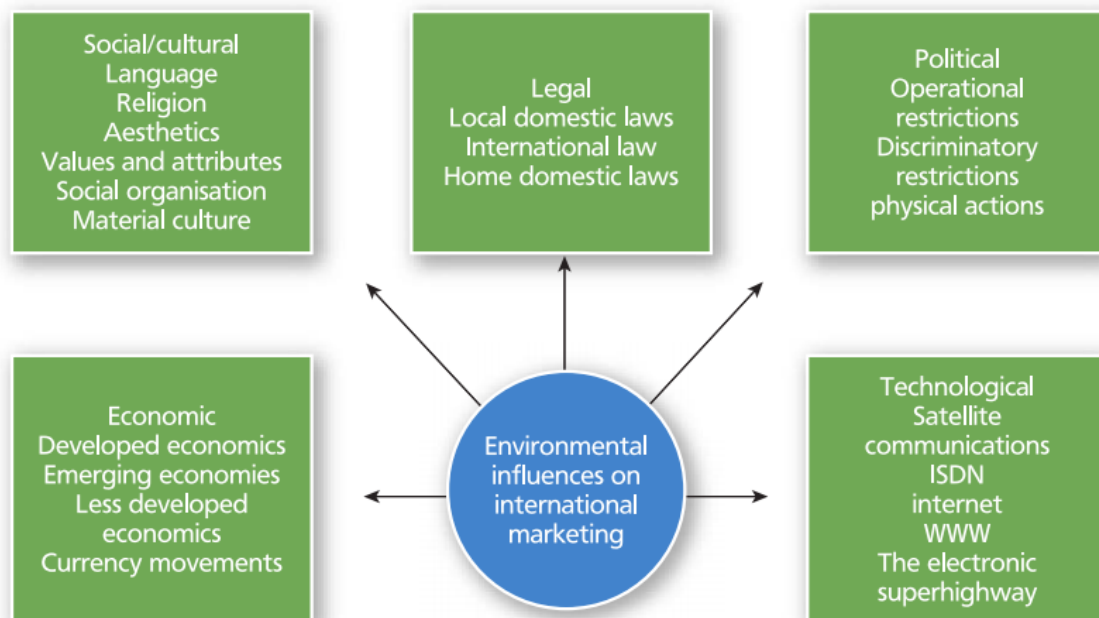 Social/cultural
Language
Religion
Aesthetics
Values and attributes
Social organisation
Material culture
Legal
Local domestic laws
International law
Home domestic laws
Political
Operational
restrictions
Discriminatory
restrictions
physical actions
Economic
Developed economics
Emerging economies
Less developed
economics
Currency movements
Environmental
influences on
international
marketing
Technological
Satellite
communications
ISDN
internet
WWW
The electronic
superhighway